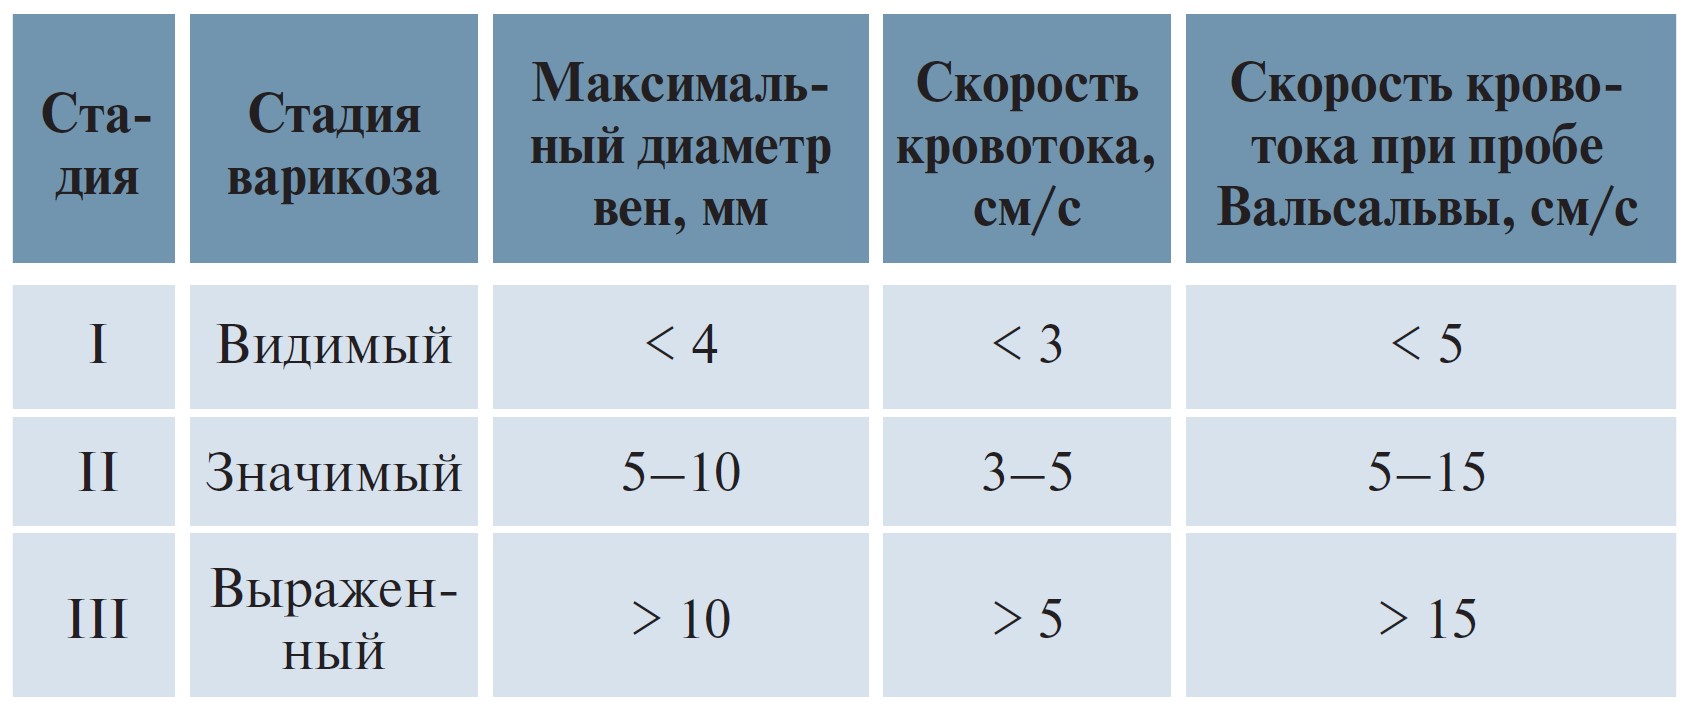 Ста-
дия
Стадия
варикоза
Максималь-
ный диаметр
вен, мм
Скорость
кровотока,
см/с
Скорость крово-
тока при пробе
Вальсальвы, см/с
I
Видимый
< 4
< 3
< 5
II
Значимый
5–10
3–5
5–15
III
Выражен-
ный
> 10
> 5
> 15